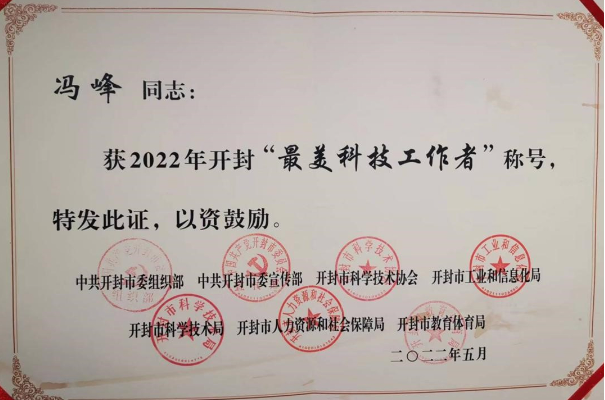 冯峰 同志：
获2022年开封“最美科技工作者”称号，
特发此证，以资鼓励。
中共开封市委组织部 中共开封市委宣传部 开封市科学技术协会 开封市工业和信息化局
开封市科学技术局 开封市人力资源和社会保障局 开封市教育体育局
二〇二二年五月